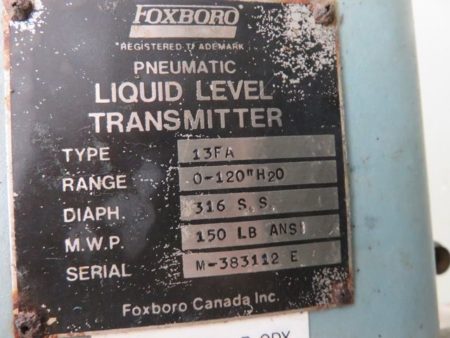 FOXBORO
REGISTERED TRADEMARK
PNEUMATIC
LIQUID LEVEL
TRANSMITTER
TYPE 13FA
RANGE 0-120"H2O
DIAPH. 316 S.S.
M.W.P. 150 LB ANSI
SERIAL M-383112 E
Foxboro Canada Inc.